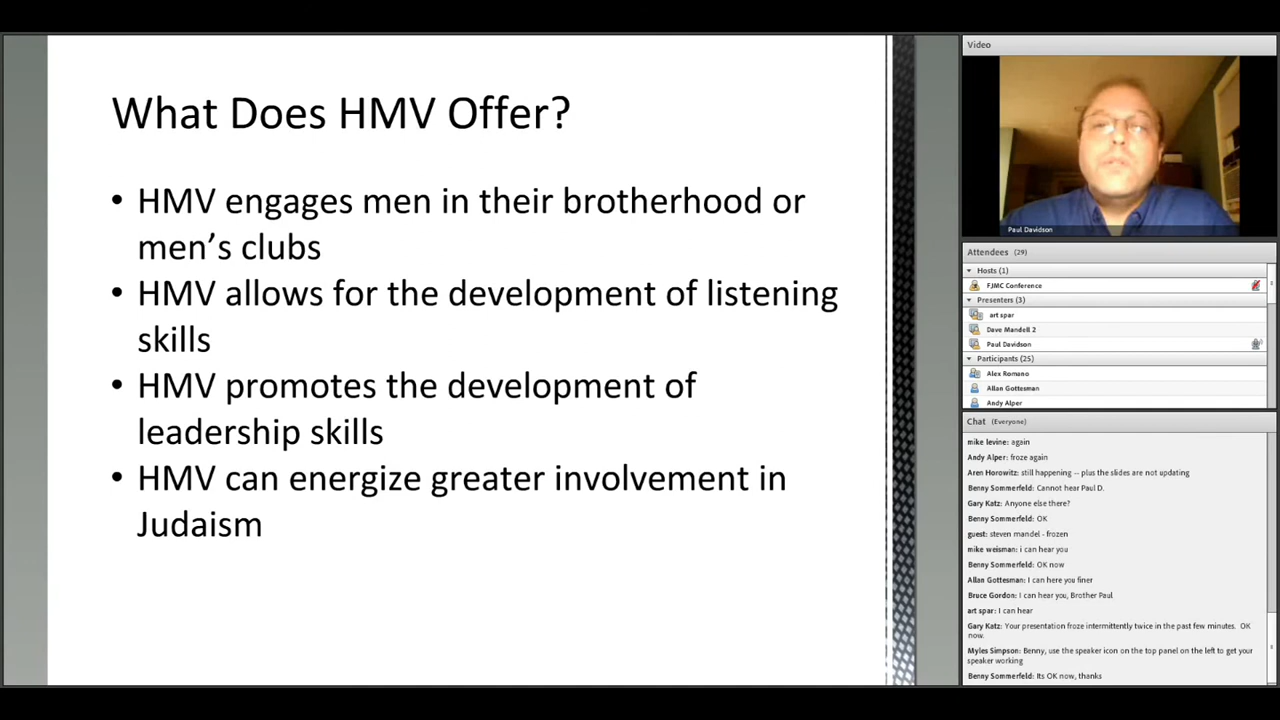 What Does HMV Offer?
• HMV engages men in their brotherhood or
men's clubs
• HMV allows for the development of listening
skills
• HMV promotes the development of
leadership skills
• HMV can energize greater involvement in
Judaism
Video
Paul Davidson
Attendees (29)
Hosts (1)
FJMC Conference
Presenters (3)
art spar
Dave Mandell 2
Paul Davidson
Participants (25)
Alex Romano
Allan Gottesman
Andy Alper
Chat (Everyone)
mike levine: again
Andy Alper: froze again
Aren Horowitz: still happening -- plus the slides are not updating
Benny Sommerfeld: Cannot hear Paul D.
Gary Katz: Anyone else there?
Benny Sommerfeld: OK
guest: steven mandel - frozen
mike weisman: i can hear you
Benny Sommerfeld: OK now
Allan Gottesman: I can here you finer
Bruce Gordon: I can hear you, Brother Paul
art spar: I can hear
Gary Katz: Your presentation froze intermittently twice in the past few minutes. OK
now.
Myles Simpson: Benny, use the speaker icon on the top panel on the left to get your
speaker working
Benny Sommerfeld: Its OK now, thanks